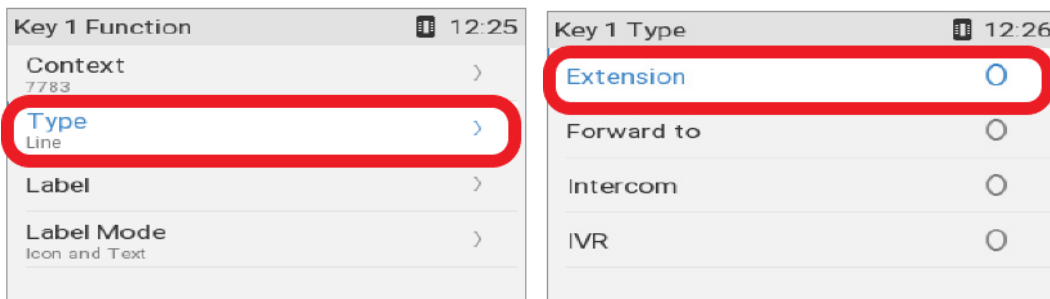 Key 1 Function 12:25
Context
7783
Type
Line
Label
Label Mode
Icon and Text
Key 1 Type 12:26
Extension
Forward to
Intercom
IVR